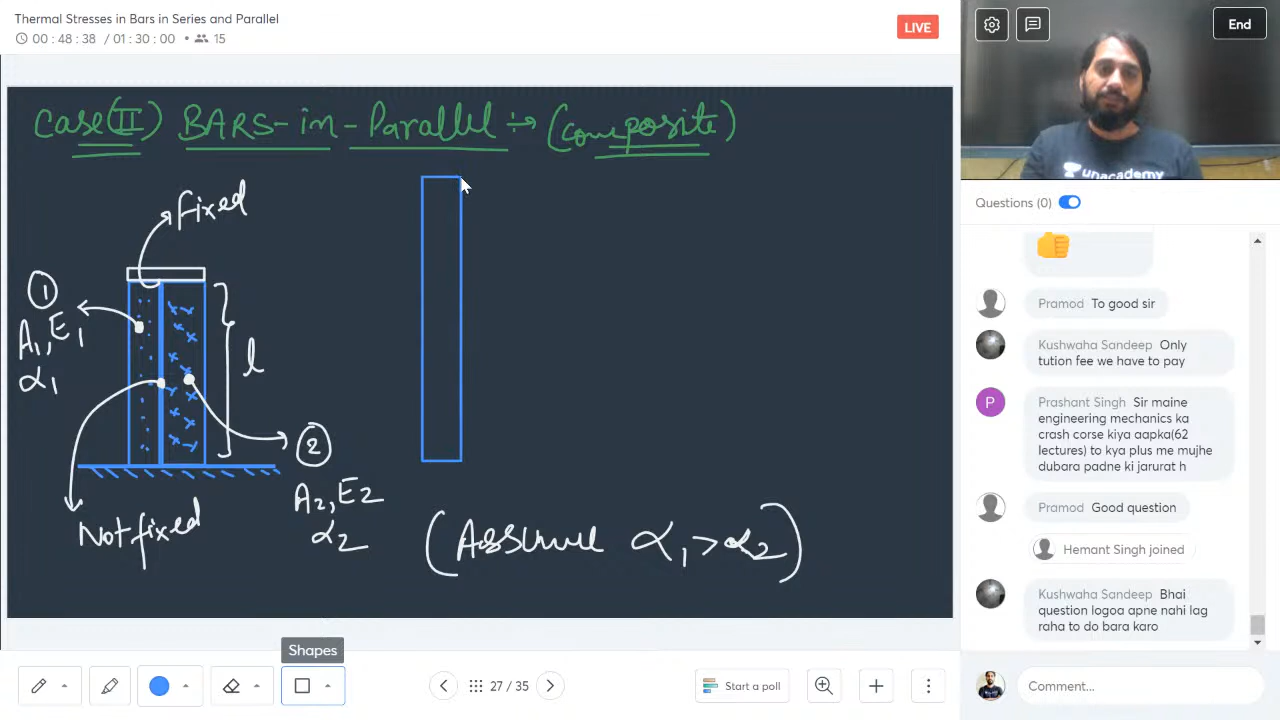 Thermal Stresses in Bars in Series and Parallel
00 : 48 : 38 / 01 : 30 : 00 • 15
LIVE
End
Case(II) BARS-in-Parallel :→ (composite)
Fixed
①
A1, E1
α1
l
②
A2, E2
α2
Not fixed
(Assume α1 > α2)
unacademy
Questions (0)
Pramod To good sir
Kushwaha Sandeep Only
tution fee we have to pay
P
Prashant Singh Sir maine
engineering mechanics ka
crash corse kiya aapka(62
lectures) to kya plus me mujhe
dubara padne ki jarurat h
Pramod Good question
Hemant Singh joined
Kushwaha Sandeep Bhai
question logoa apne nahi lag
raha to do bara karo
Shapes
27 / 35
Start a poll
Comment...